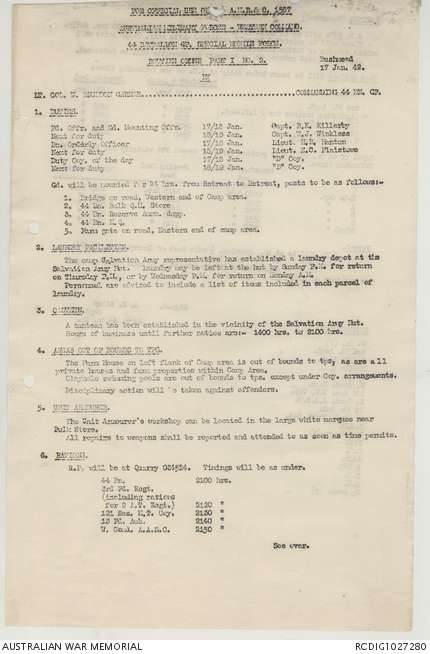 FOR OFFICIAL USE ONLY A.M.R.& O. 1527
AUSTRALIAN MILITARY FORCES - WESTERN COMMAND.
44 BATTALION GP. SPECIAL MOBILE FORCE.
ROUTINE ORDER PART I NO. 3.
Bushmead
17 Jan. 42.
BY
LT. COL. W. COMMANDING 44 BN. GP.
1. DUTIES.
Fd. Offr. and Gd. Mounting Offr. 17/18 Jan. Capt. R.K. Killerby
Next for duty 18/19 Jan. Capt. W.J. Winkless
Bn. Orderly Officer 17/18 Jan. Lieut. H.B. Manton
Next for duty 18/19 Jan. Lieut. M.C. Plaistowe
Duty Coy. of the day 17/18 Jan. "D" Coy.
Next for duty 18/19 Jan. Coy.
Gd. will be mounted for 24 hrs. from Retreat to Retreat, posts to be as follows:-
1. Bridge on road, Western end of Camp area.
2. 44 Bn. Bulk Q.M. Store.
3. 44 Bn. Reserve Amn. dump.
4. 44 Bn. H.Q.
5. Farm gate on road, Eastern end of camp area.
2. LAUNDRY FACILITIES.
The camp Salvation Army representative has established a laundry depot at the
Salvation Army Hut. Laundry may be left at the hut by Sunday P.M. for return
on Thursday P.M., or by Wednesday P.M. for return on Sunday A.M.
Personnel are advised to include a list of items included in each parcel of
laundry.
3. CANTEEN.
A canteen has been established in the vicinity of the Salvation Army Hut.
Hours of business until further notice are:- 1400 hrs. to 2100 hrs.
4. AREAS OUT OF BOUNDS TO TPS.
The Farm House on left flank of Camp area is out of bounds to tps, as are all
private houses and farm properties within Camp Area.
Clayhole swimming pools are out of bounds to tps. except under Coy. arrangements.
Disciplinary action will be taken against offenders.
5. UNIT ARMOURER.
The Unit Armourer's workshop can be located in the large white marquee near
Bulk Store.
All repairs to weapons shall be reported and attended to as soon as time permits.
6. RATIONS.
R.P. will be at Quarry 024514. Timings will be as under.
44 Bn. 2100 hrs.
3rd Fd. Regt.
(including rations
for 2 A.T. Regt.) 2120 "
121 Res. M.T. Coy. 2130 "
13 Fd. Amb. 2140 "
W. Comd. A.A.S.C. 2150 "
See over.
AUSTRALIAN WAR MEMORIAL
RCDIG1027280